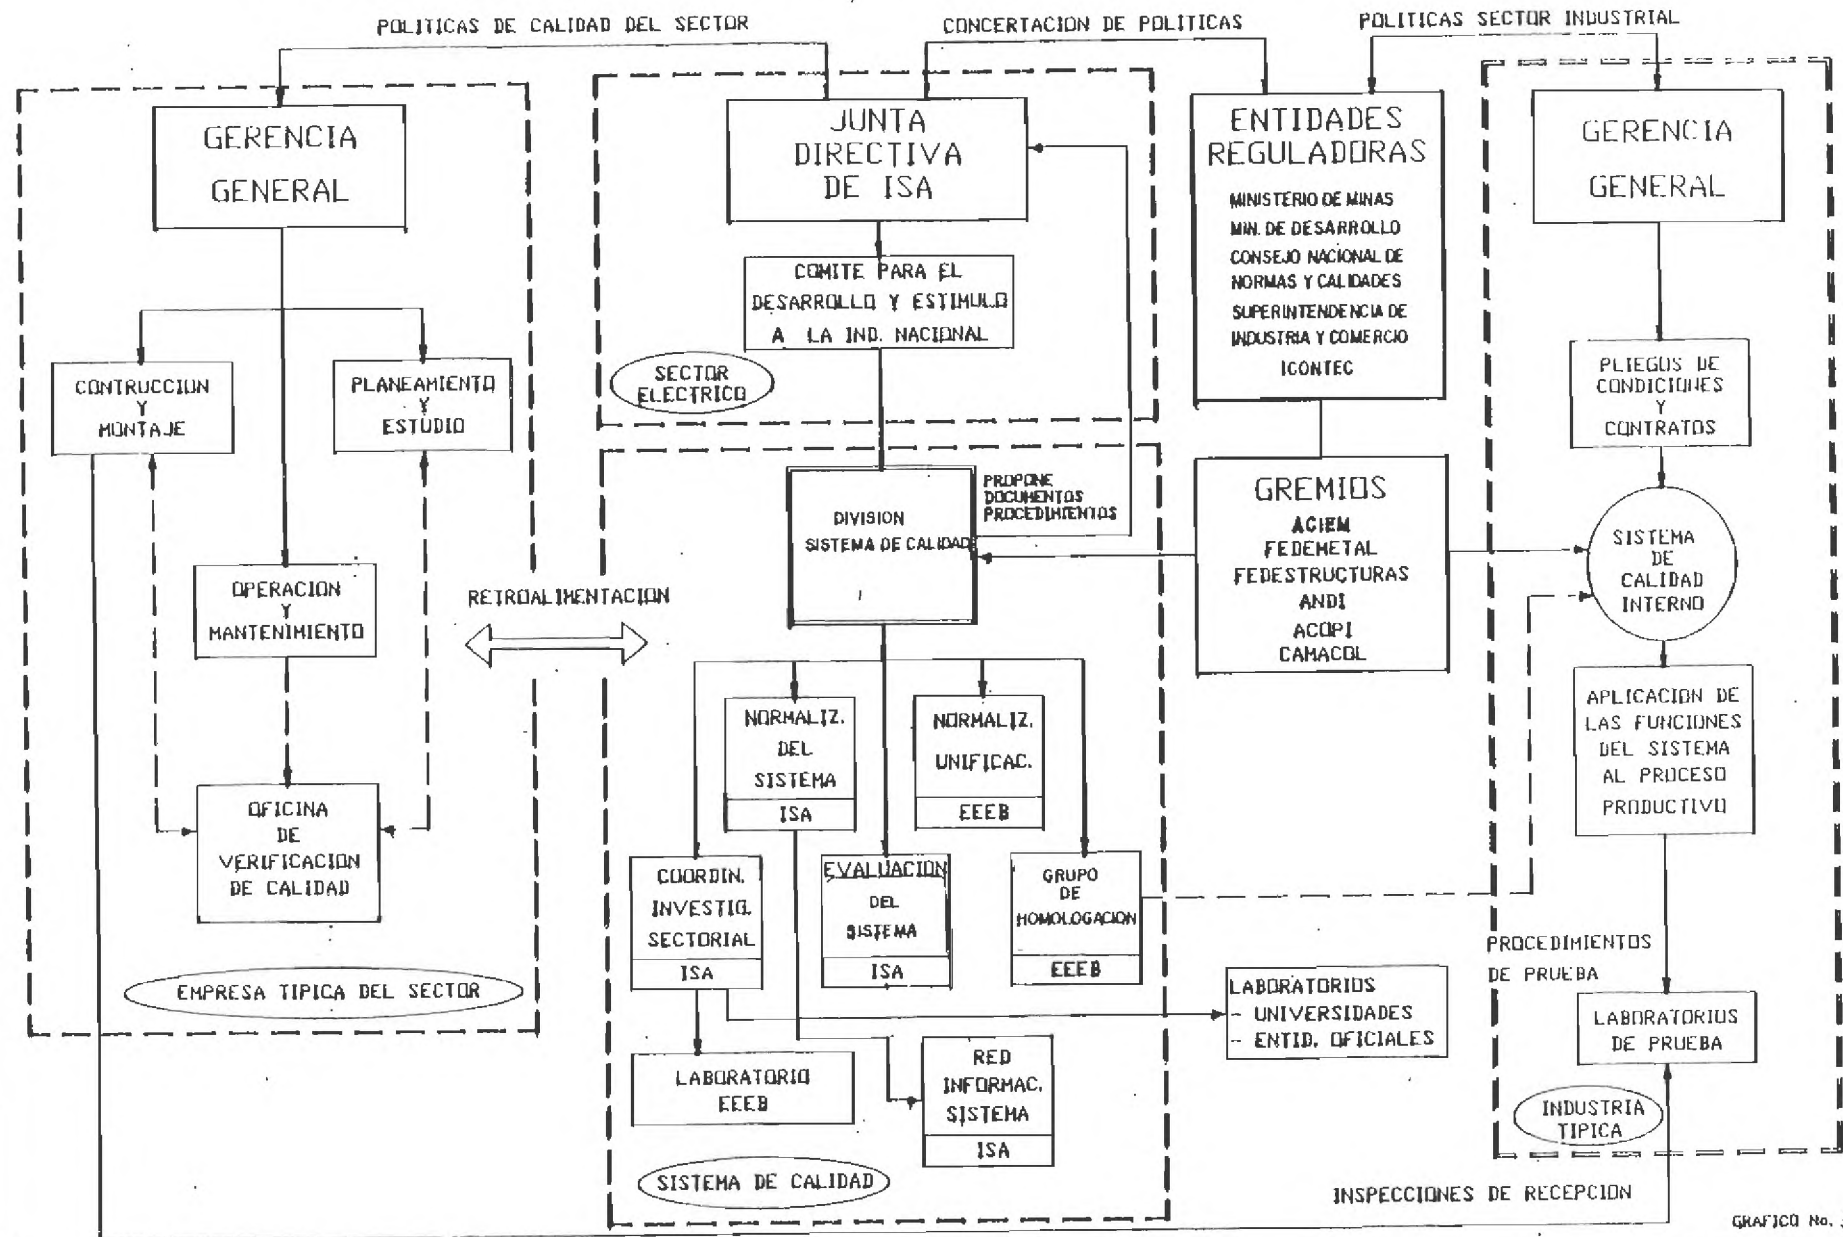 POLITICAS DE CALIDAD DEL SECTOR
CONCERTACION DE POLITICAS
POLITICAS SECTOR INDUSTRIAL
GERENCIA
GENERAL
CONTRUCCION
Y
MONTAJE
PLANEAMIENTO
Y
ESTUDIO
OPERACION
Y
MANTENIMIENTO
OFICINA
DE
VERIFICACION
DE CALIDAD
EMPRESA TIPICA DEL SECTOR
RETROALIMENTACION
JUNTA
DIRECTIVA
DE ISA
COMITE PARA EL
DESARROLLO Y ESTIMULO
A LA IND. NACIONAL
SECTOR
ELECTRICO
DIVISION
SISTEMA DE CALIDAD
PROPONE
DOCUMENTOS
PROCEDIMIENTOS
NORMALIZ.
DEL
SISTEMA
ISA
NORMALIZ.
UNIFICAC.
EEEB
COORDIN.
INVESTIG.
SECTORIAL
ISA
EVALUACION
DEL
SISTEMA
ISA
GRUPO
DE
HOMOLOGACION
EEEB
LABORATORIO
EEEB
RED
INFORMAC.
SISTEMA
ISA
SISTEMA DE CALIDAD
ENTIDADES
REGULADORAS
MINISTERIO DE MINAS
MIN. DE DESARROLLO
CONSEJO NACIONAL DE
NORMAS Y CALIDADES
SUPERINTENDENCIA DE
INDUSTRIA Y COMERCIO
ICONTEC
GREMIOS
ACIEM
FEDEMETAL
FEDESTRUCTURAS
ANDI
ACOPI
CAMACOL
LABORATORIOS
- UNIVERSIDADES
- ENTID. OFICIALES
GERENCIA
GENERAL
PLIEGOS DE
CONDICIONES
Y
CONTRATOS
SISTEMA
DE
CALIDAD
INTERNO
APLICACION DE
LAS FUNCIONES
DEL SISTEMA
AL PROCESO
PRODUCTIVO
PROCEDIMIENTOS
DE PRUEBA
LABORATORIOS
DE PRUEBA
INDUSTRIA
TIPICA
INSPECCIONES DE RECEPCION
GRAFICO No.